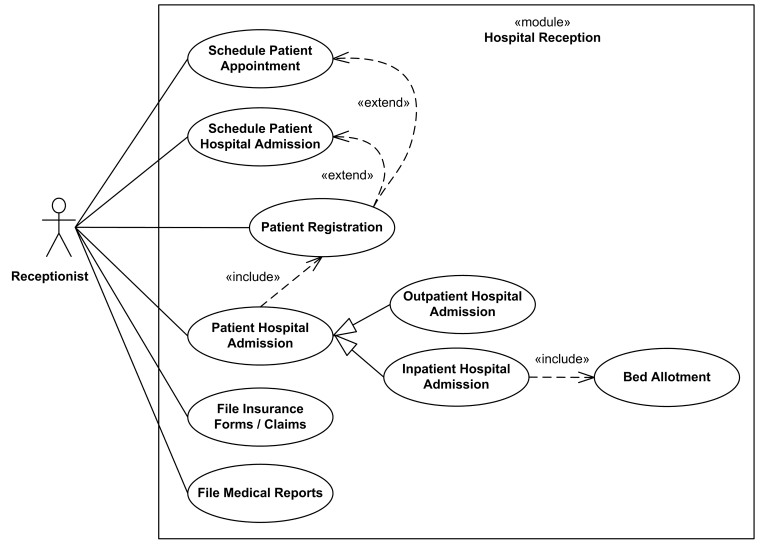 «module»
Hospital Reception
Schedule Patient
Appointment
«extend»
Schedule Patient
Hospital Admission
«extend»
Patient Registration
Receptionist
«include»
Outpatient Hospital
Admission
Patient Hospital
Admission
«include»
Inpatient Hospital
Admission
Bed Allotment
File Insurance
Forms / Claims
File Medical Reports